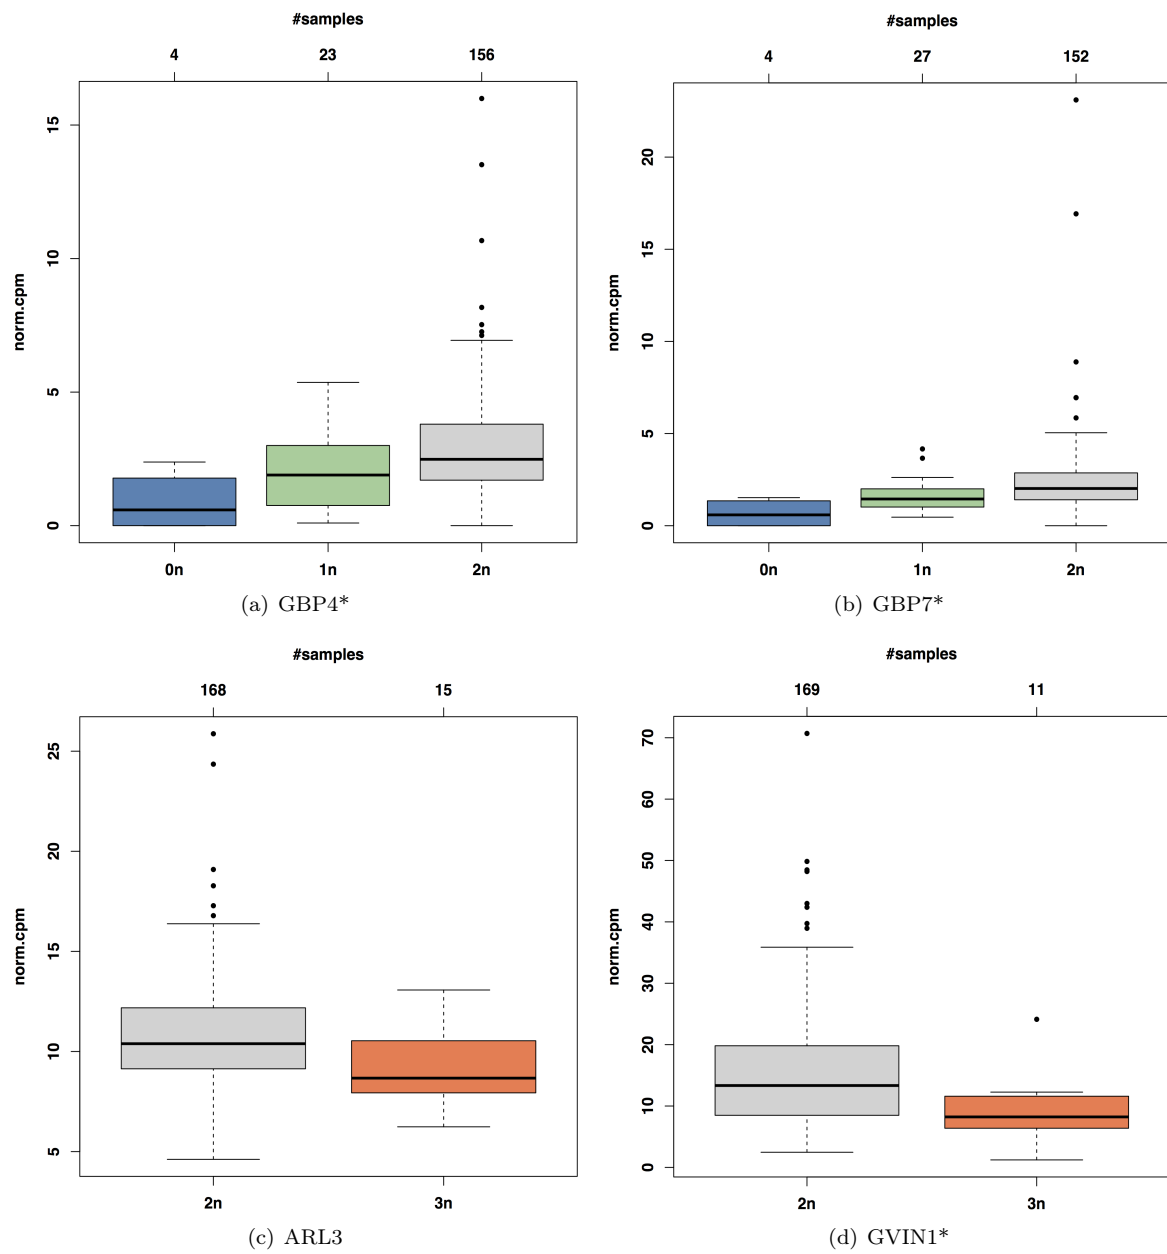 #samples
4 23 156
norm.cpm
15
10
5
0
0n 1n 2n
(a) GBP4*
#samples
4 27 152
norm.cpm
20
15
10
5
0
0n 1n 2n
(b) GBP7*
#samples
168 15
norm.cpm
25
20
15
10
5
2n 3n
(c) ARL3
#samples
169 11
norm.cpm
70
60
50
40
30
20
10
0
2n 3n
(d) GVIN1*